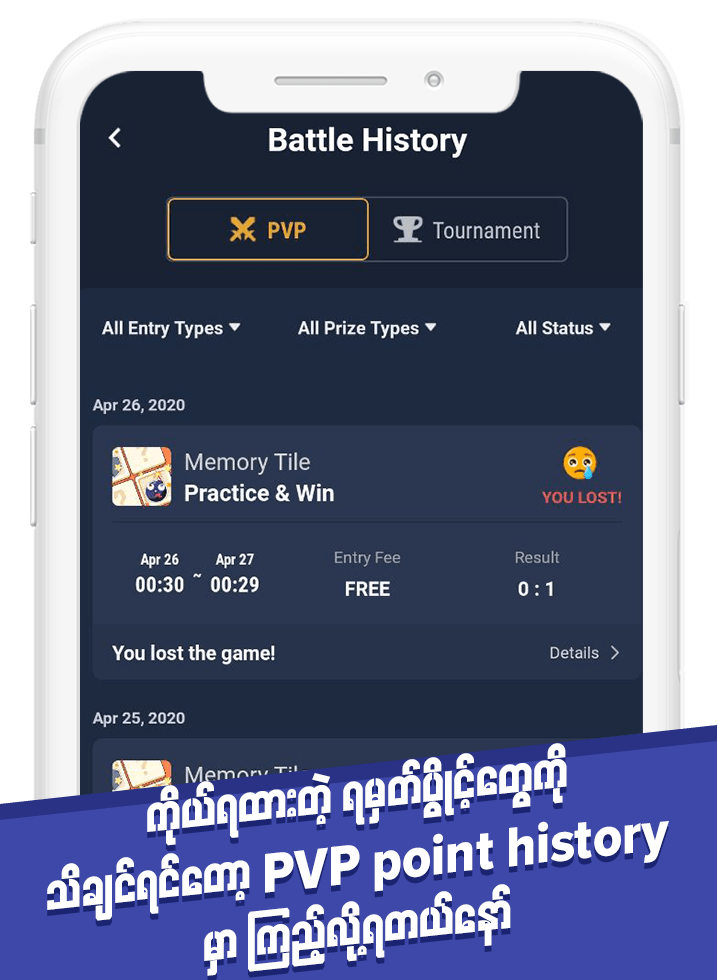 Battle History
PVP
Tournament
All Entry Types
All Prize Types
All Status
Apr 26, 2020
Memory Tile
Practice & Win
YOU LOST!
Apr 26
00:30
~
Apr 27
00:29
Entry Fee
FREE
Result
0 : 1
You lost the game!
Details
Apr 25, 2020
Memory Tile
ကိုယ်ရထားတဲ့ ရမှတ်ပွိုင့်တွေကို
သိချင်ရင်တော့ PVP point history
မှာ ကြည့်လို့ရတယ်နော်